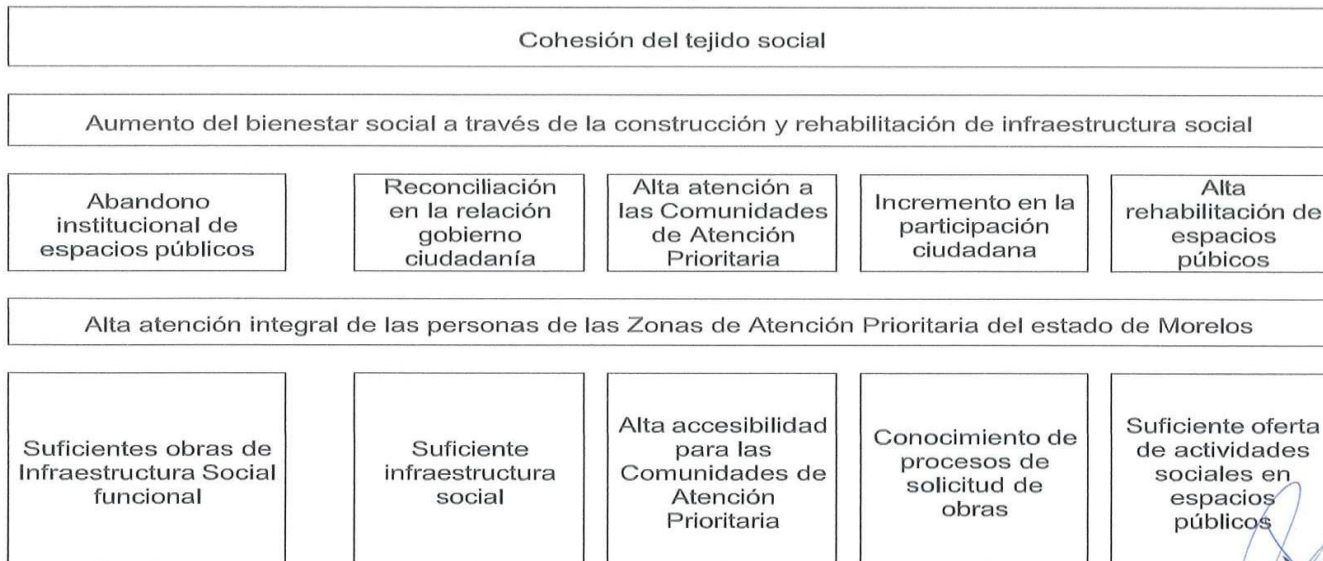 Cohesión del tejido social
Aumento del bienestar social a través de la construcción y rehabilitación de infraestructura social
Abandono
institucional de
espacios públicos
Reconciliación
en la relación
gobierno
ciudadanía
Alta atención a
las Comunidades
de Atención
Prioritaria
Incremento en la
participación
ciudadana
Alta
rehabilitación de
espacios
púbicos
Alta atención integral de las personas de las Zonas de Atención Prioritaria del estado de Morelos
Suficientes obras de
Infraestructura Social
funcional
Suficiente
infraestructura
social
Alta accesibilidad
para las
Comunidades de
Atención
Prioritaria
Conocimiento de
procesos de
solicitud de
obras
Suficiente oferta
de actividades
sociales en
espacios
públicos